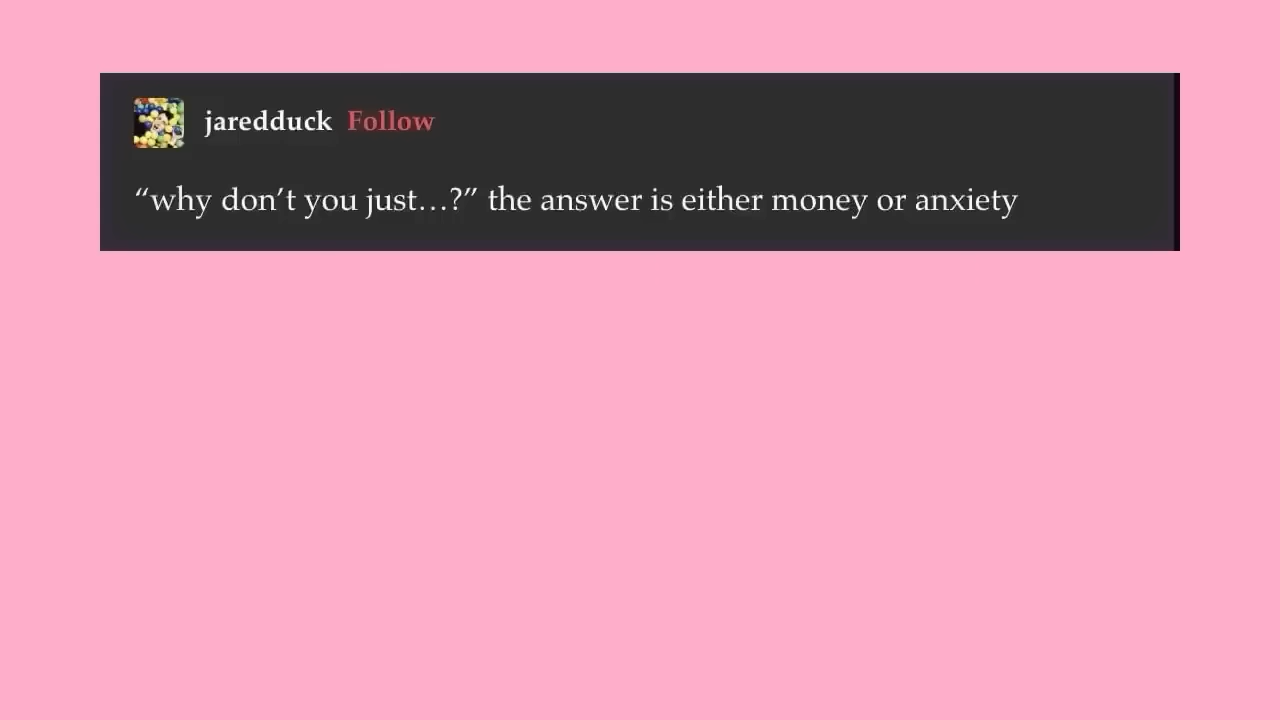 jaredduck Follow
“why don’t you just...?” the answer is either money or anxiety